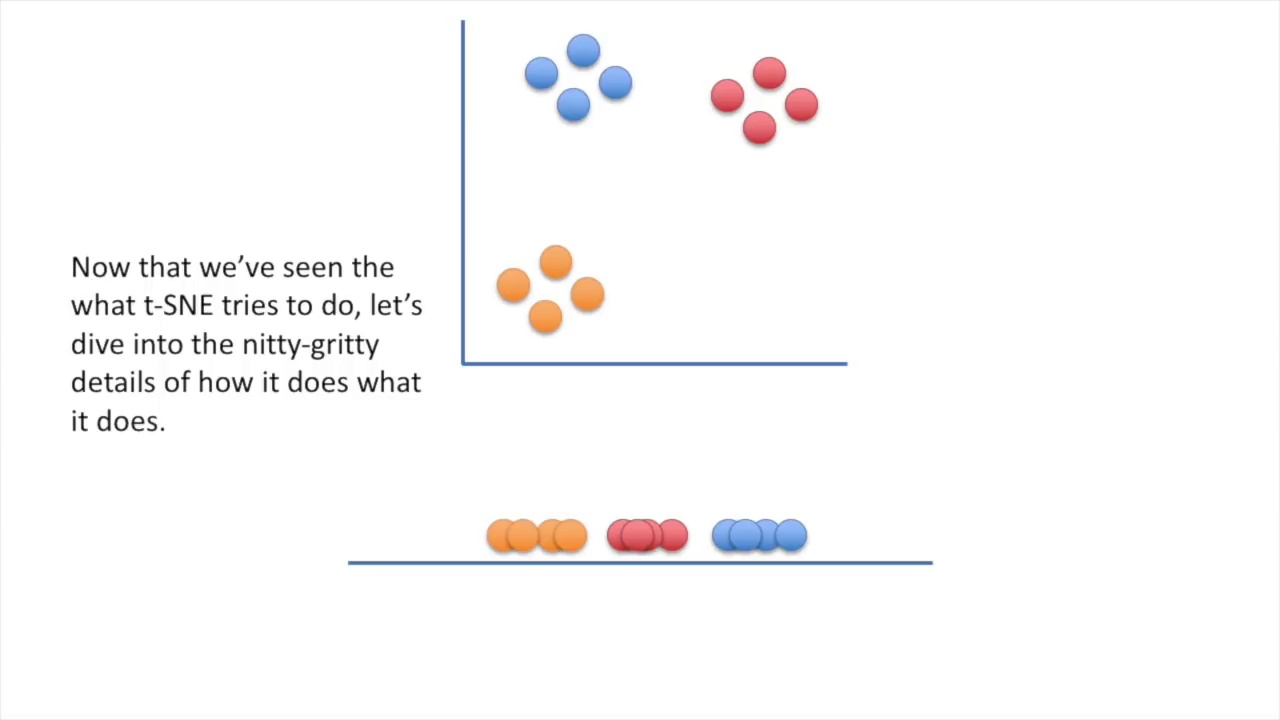 Now that we’ve seen the
what t-SNE tries to do, let’s
dive into the nitty-gritty
details of how it does what
it does.